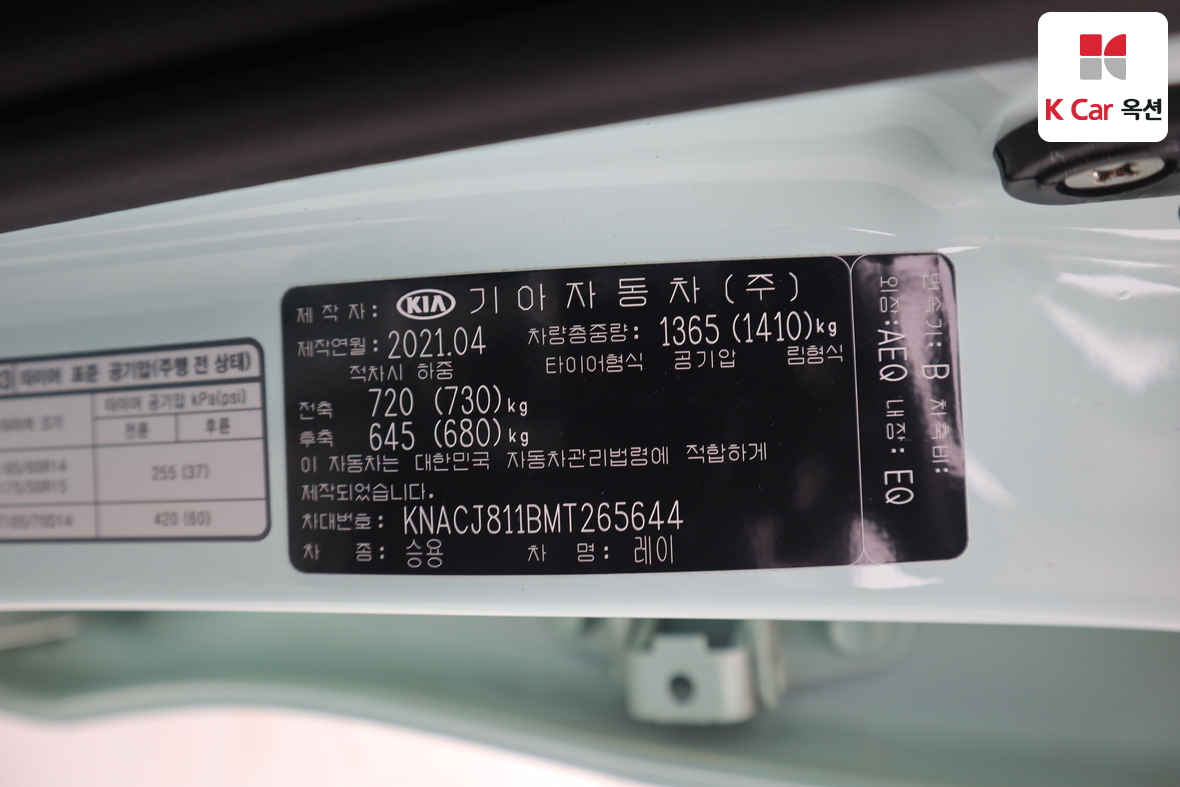 K Car 옥션
제작자: KIA 기아자동차(주)
제작연월: 2021.04 차량총중량: 1365 (1410)kg
적차시 하중 타이어형식 공기압 림형식
전축 720 (730)kg
후축 645 (680)kg
이 자동차는 대한민국 자동차관리법령에 적합하게
제작되었습니다.
차대번호: KNACJ811BMT265644
차 종: 승용 차 명: 레이
변속기: B 차축비:
외장:AEQ 내장: EQ
타이어 표준 공기압(주행 전 상태)
타이어 크기 타이어 공기압 kPa(psi)
전륜 후륜
255 (37)
420 (60)